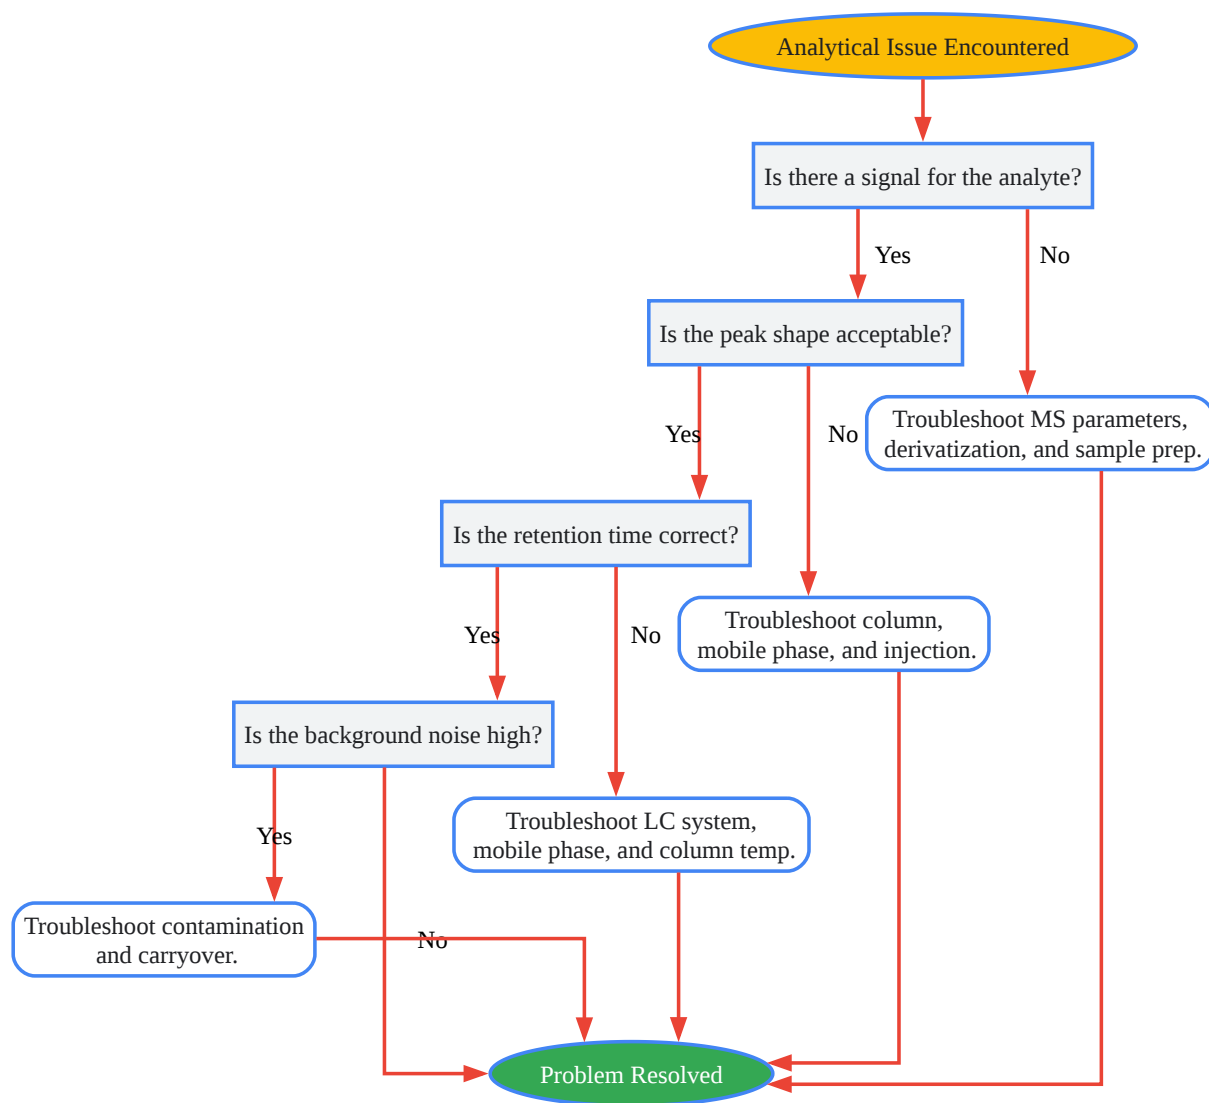 Analytical Issue Encountered
Is there a signal for the analyte?
Yes
No
Is the peak shape acceptable?
Troubleshoot MS parameters,
derivatization, and sample prep.
Yes
No
Is the retention time correct?
Troubleshoot column,
mobile phase, and injection.
Yes
No
Is the background noise high?
Troubleshoot LC system,
mobile phase, and column temp.
Yes
Troubleshoot contamination
and carryover.
No
Problem Resolved